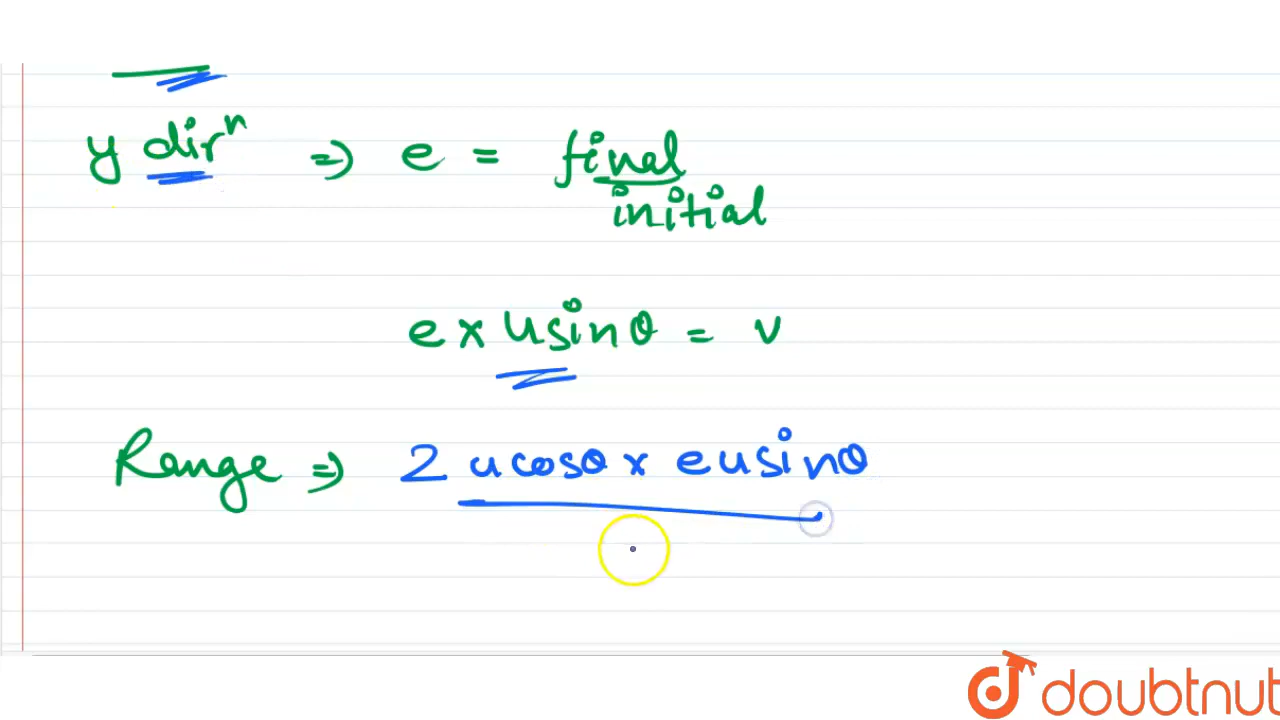 y dirⁿ ⇒ e = final
initial
e × usinθ = v
Range ⇒ 2 ucosθ × eusinθ
doubtnut